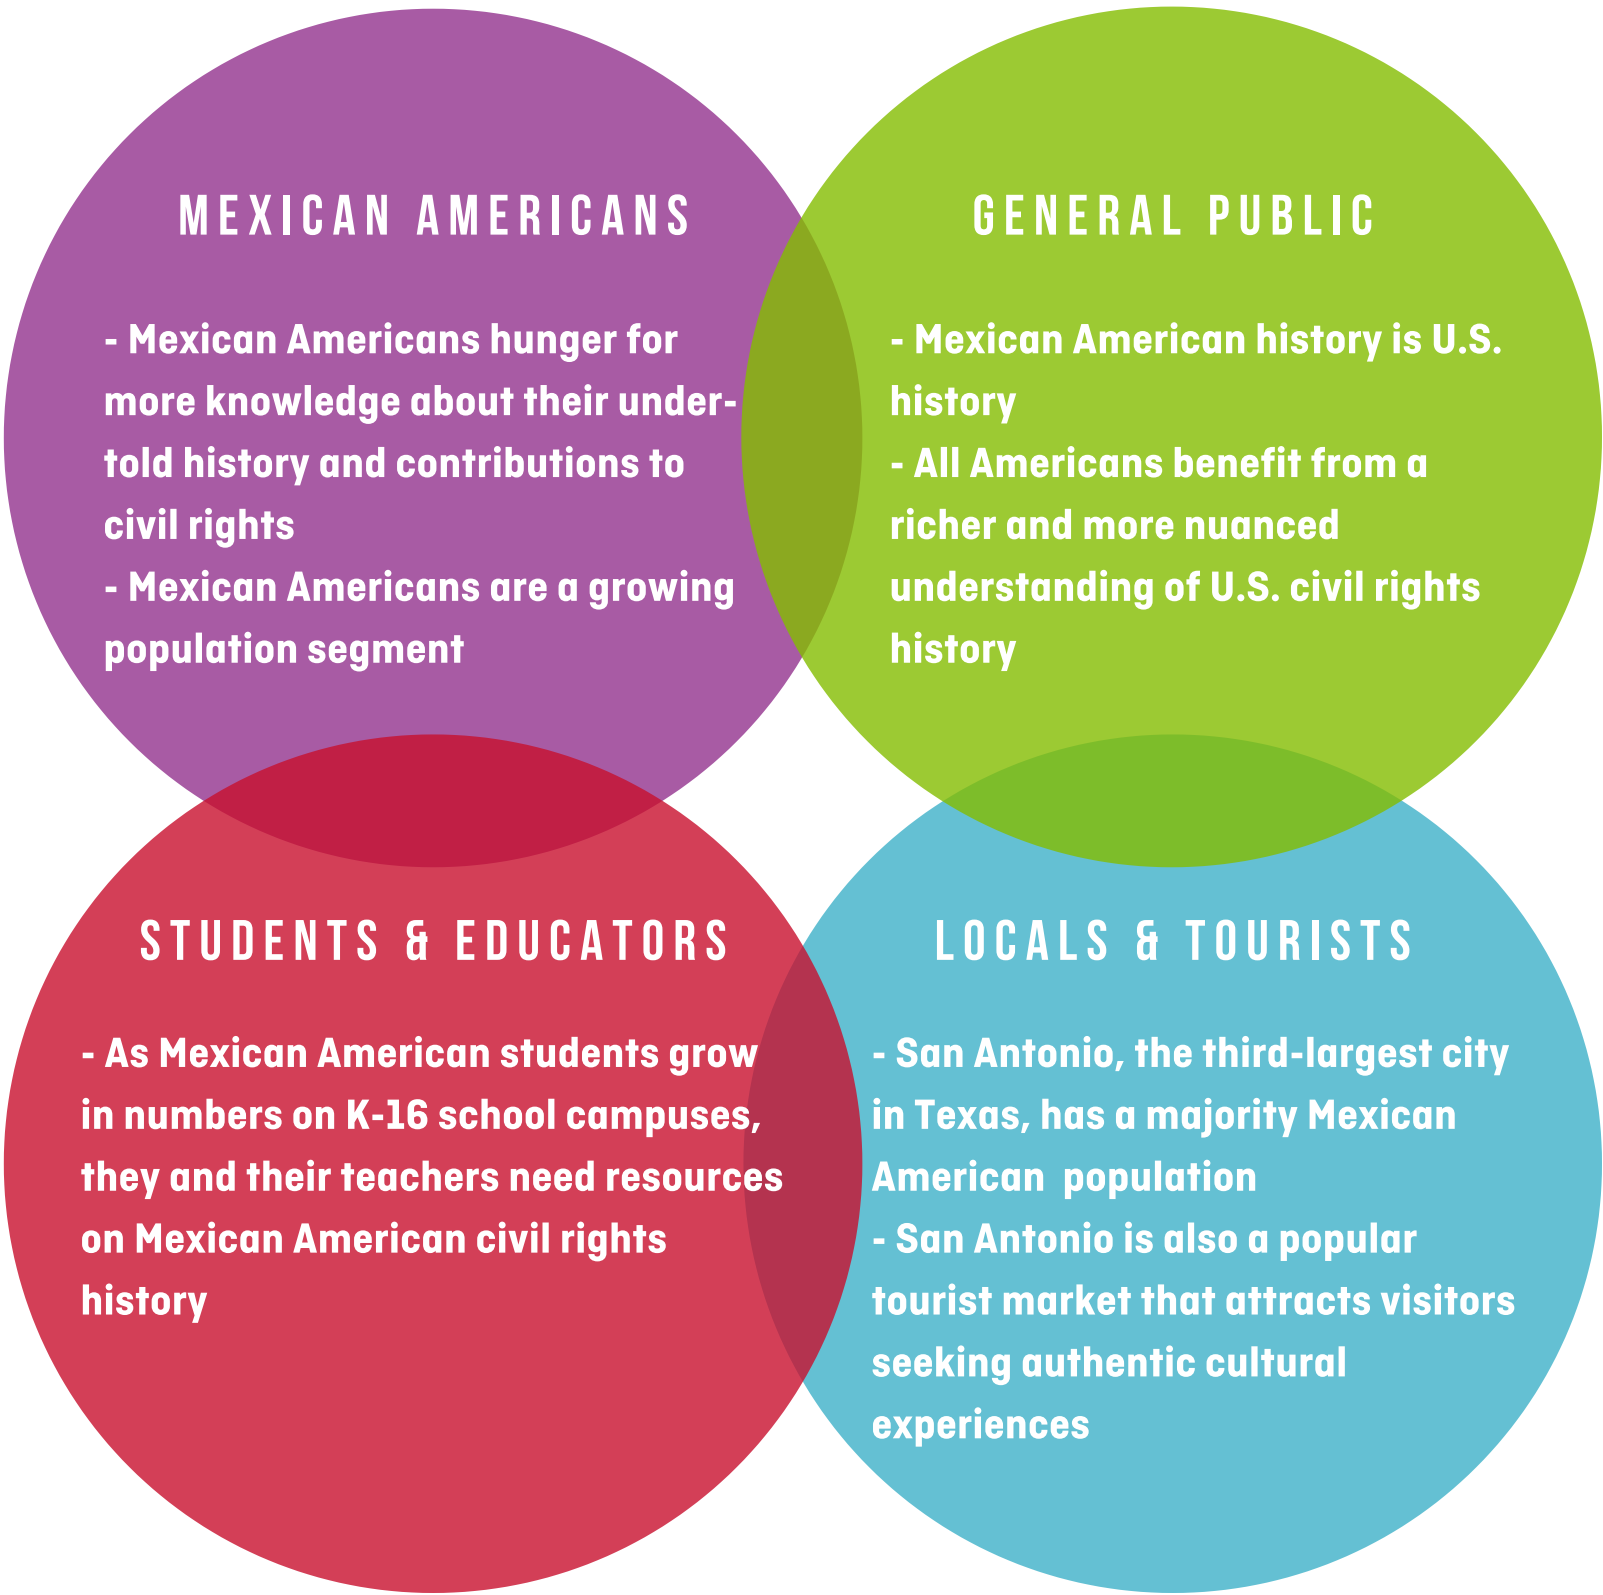 MEXICAN AMERICANS
- Mexican Americans hunger for
more knowledge about their under-
told history and contributions to
civil rights
- Mexican Americans are a growing
population segment
GENERAL PUBLIC
- Mexican American history is U.S.
history
- All Americans benefit from a
richer and more nuanced
understanding of U.S. civil rights
history
STUDENTS & EDUCATORS
- As Mexican American students grow
in numbers on K-16 school campuses,
they and their teachers need resources
on Mexican American civil rights
history
LOCALS & TOURISTS
- San Antonio, the third-largest city
in Texas, has a majority Mexican
American population
- San Antonio is also a popular
tourist market that attracts visitors
seeking authentic cultural
experiences